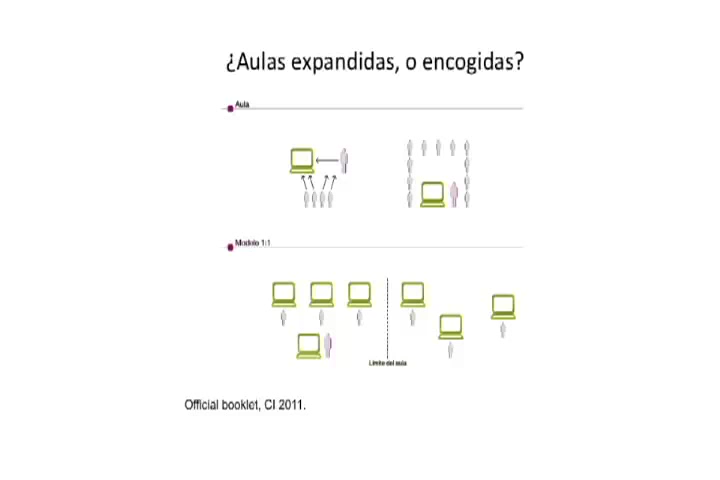 ¿Aulas expandidas, o encogidas?
Aula
Modelo 1:1
Límite del aula
Official booklet, CI 2011.